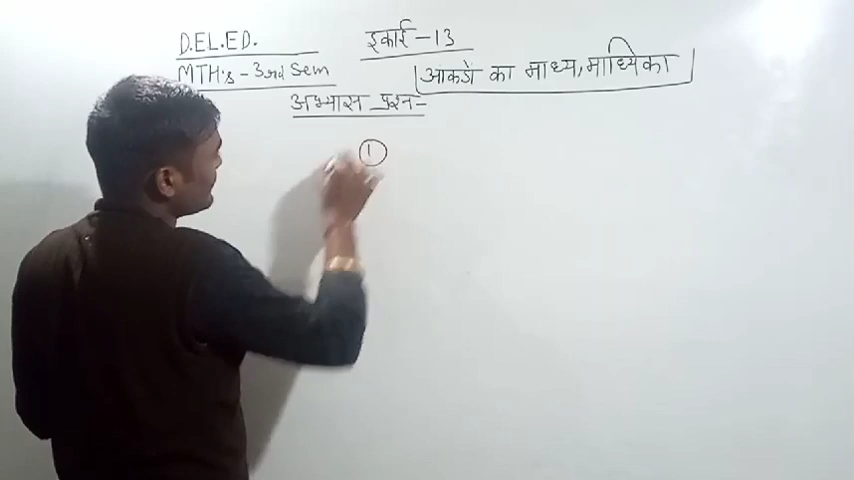 D.EL.ED. इकाई - 13
MTH's - 3rd Sem आंकडो का माध्य, माध्यिका
अभ्यास प्रश्न -
1